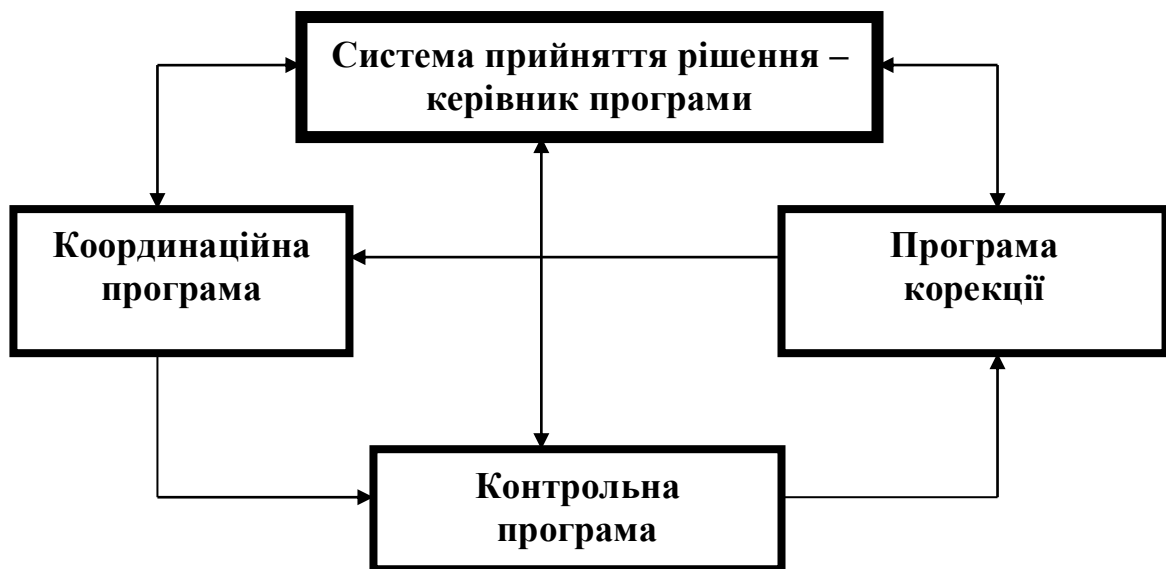 Система прийняття рішення –
керівник програми
Координаційна
програма
Програма
корекції
Контрольна
програма